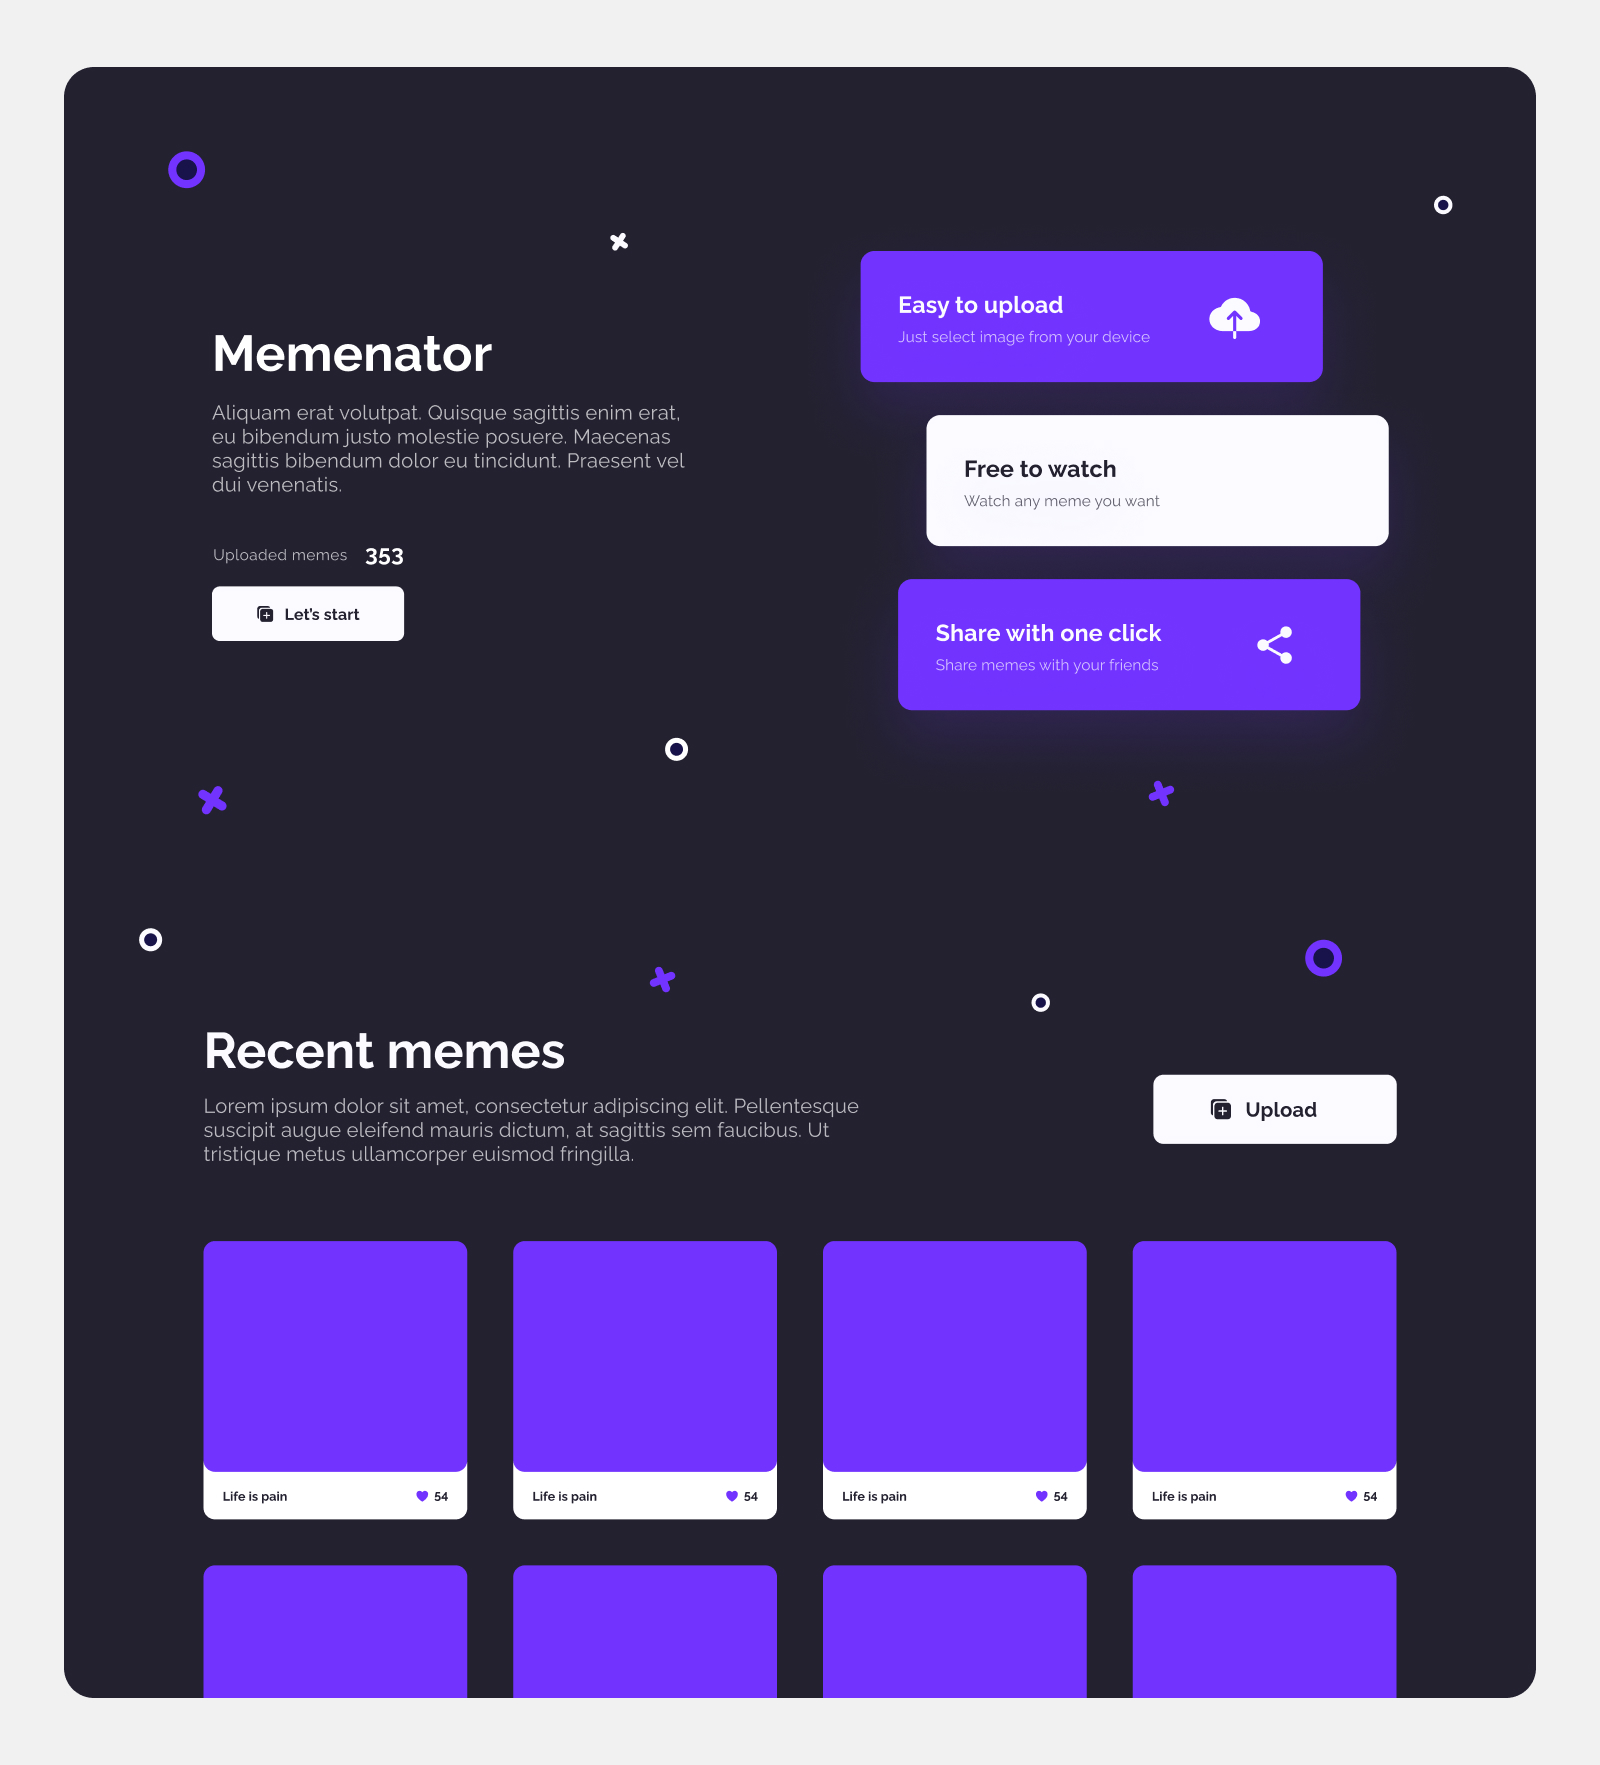 Memenator
Aliquam erat volutpat. Quisque sagittis enim erat,
eu bibendum justo molestie posuere. Maecenas
sagittis bibendum dolor eu tincidunt. Praesent vel
dui venenatis.
Uploaded memes 353
Let's start
Easy to upload
Just select image from your device
Free to watch
Watch any meme you want
Share with one click
Share memes with your friends
Recent memes
Lorem ipsum dolor sit amet, consectetur adipiscing elit. Pellentesque
suscipit augue eleifend mauris dictum, at sagittis sem faucibus. Ut
tristique metus ullamcorper euismod fringilla.
Upload
Life is pain 54
Life is pain 54
Life is pain 54
Life is pain 54